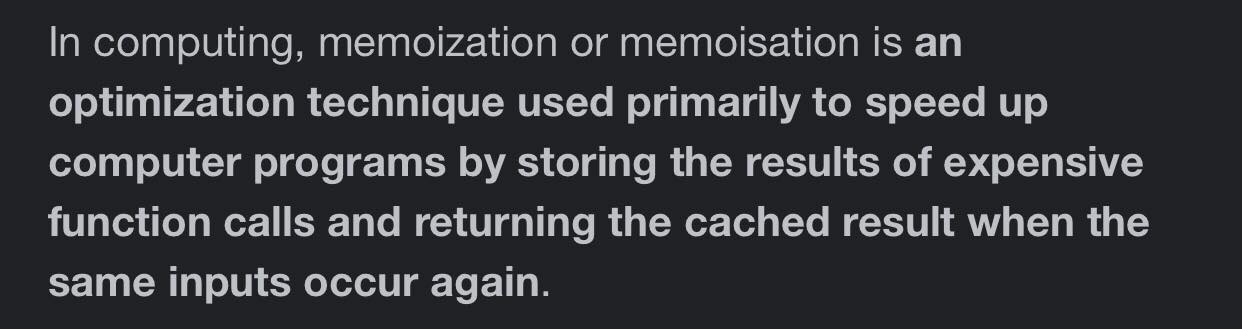 In computing, memoization or memoisation is an
optimization technique used primarily to speed up
computer programs by storing the results of expensive
function calls and returning the cached result when the
same inputs occur again.